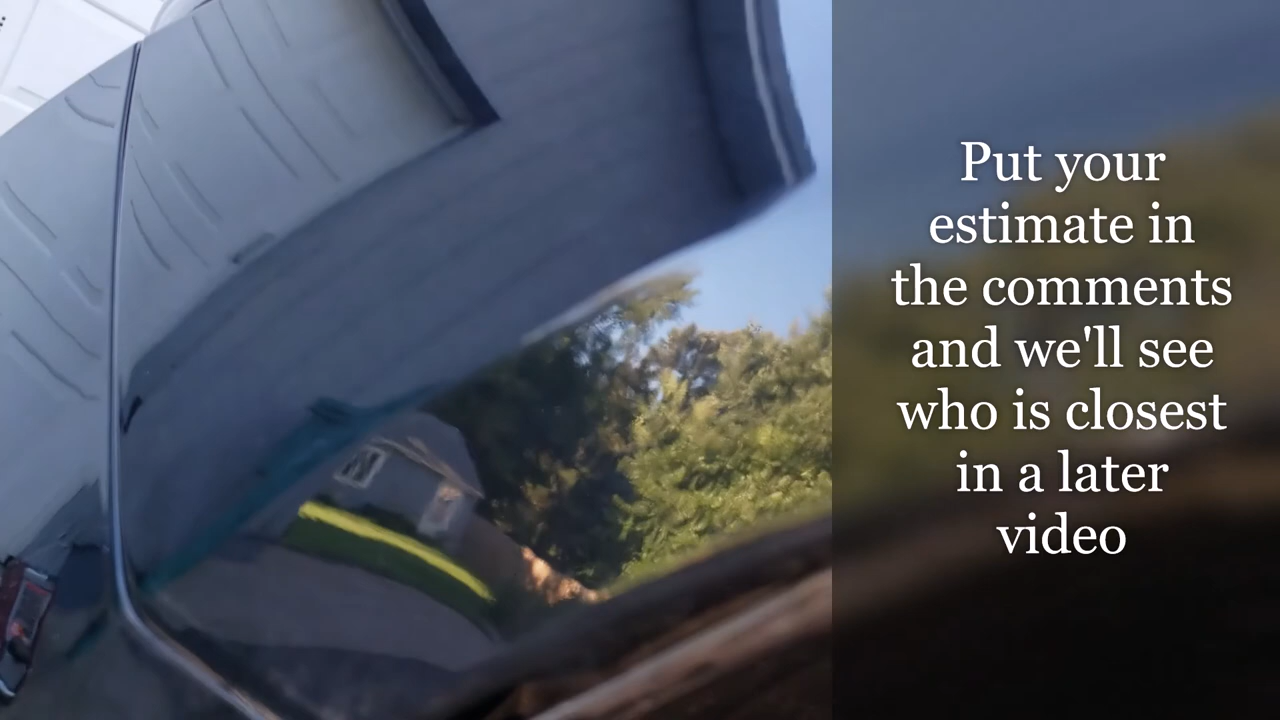 Put your
estimate in
the comments
and we'll see
who is closest
in a later
video